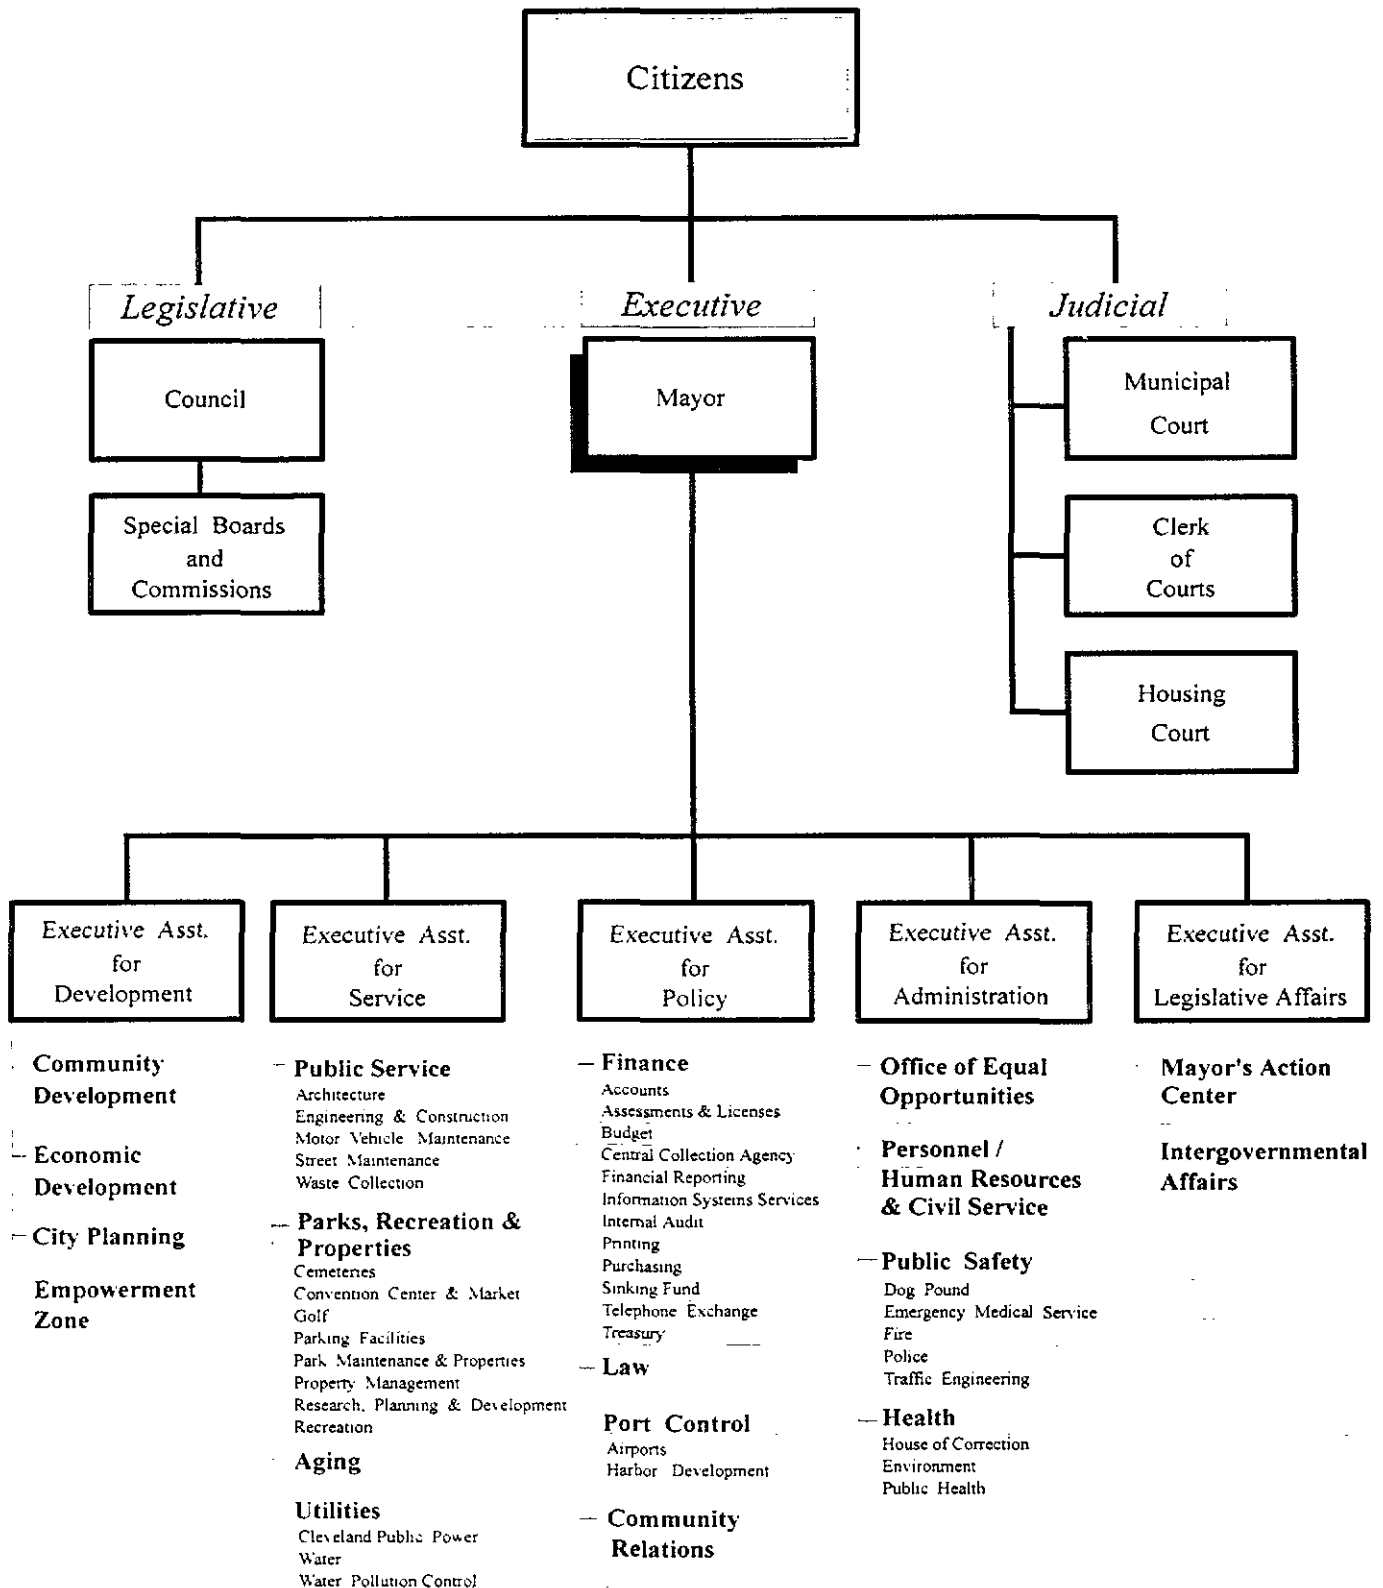 Citizens
Legislative
Executive
Judicial
Council
Mayor
Municipal
Court
Special Boards
and
Commissions
Clerk
of
Courts
Housing
Court
Executive Asst.
for
Development
Executive Asst.
for
Service
Executive Asst.
for
Policy
Executive Asst.
for
Administration
Executive Asst.
for
Legislative Affairs
Community
Development
Economic
Development
City Planning
Empowerment
Zone
Public Service
Architecture
Engineering & Construction
Motor Vehicle Maintenance
Street Maintenance
Waste Collection
Parks, Recreation &
Properties
Cemeteries
Convention Center & Market
Golf
Parking Facilities
Park Maintenance & Properties
Property Management
Research, Planning & Development
Recreation
Aging
Utilities
Cleveland Public Power
Water
Water Pollution Control
Finance
Accounts
Assessments & Licenses
Budget
Central Collection Agency
Financial Reporting
Information Systems Services
Internal Audit
Printing
Purchasing
Sinking Fund
Telephone Exchange
Treasury
Law
Port Control
Airports
Harbor Development
Community
Relations
Office of Equal
Opportunities
Personnel /
Human Resources
& Civil Service
Public Safety
Dog Pound
Emergency Medical Service
Fire
Police
Traffic Engineering
Health
House of Correction
Environment
Public Health
Mayor's Action
Center
Intergovernmental
Affairs